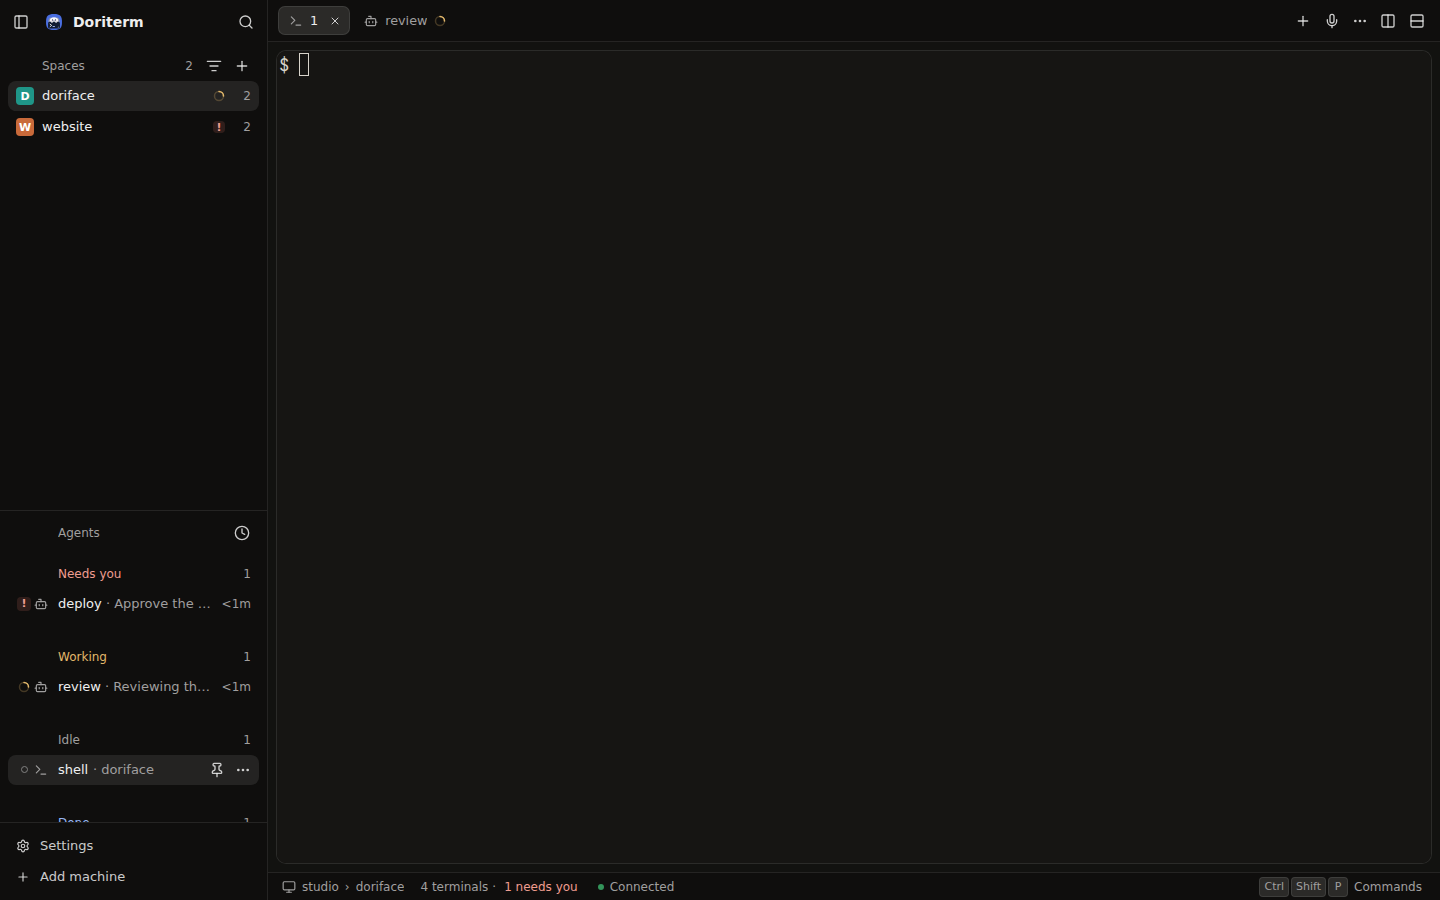 Doriterm
Spaces 2
D doriface 2
W website ! 2
Agents
Needs you 1
! deploy · Approve the … <1m
Working 1
review · Reviewing th… <1m
Idle 1
shell · doriface
Settings
Add machine
1
review
$
studio › doriface 4 terminals · 1 needs you Connected
Ctrl Shift P Commands